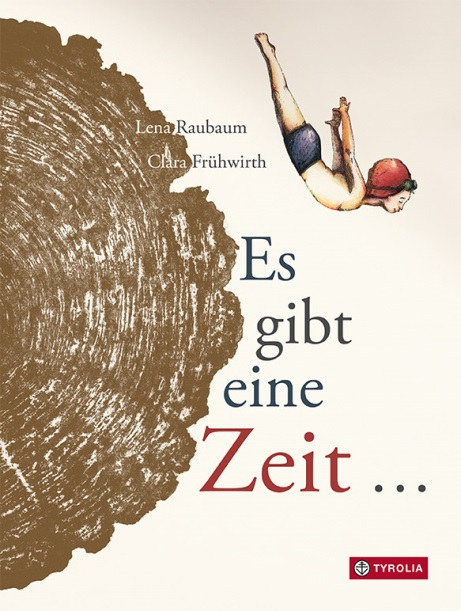 Lena Raubaum
Clara Frühwirth
Es
gibt
eine
Zeit ...
TYROLIA